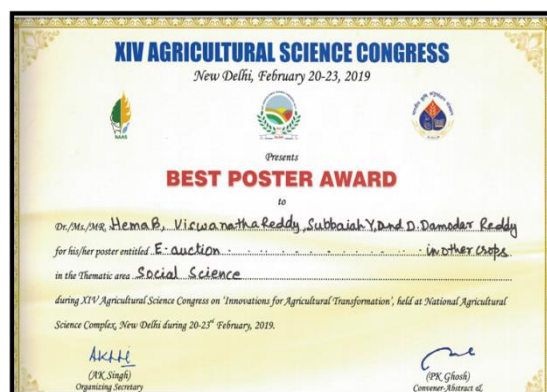 XIV AGRICULTURAL SCIENCE CONGRESS
New Delhi, February 20-23, 2019
NAAS
Presents
BEST POSTER AWARD
to
Dr./Ms./MR. Hema B, Viswanatha Reddy, Subbaiah Y, and D. Damodar Reddy
for his/her poster entitled E-auction - - - - - - - - - - - - in other crops
in the Thematic area Social Science
during XIV Agricultural Science Congress on 'Innovations for Agricultural Transformation', held at National Agricultural
Science Complex, New Delhi during 20-23rd February, 2019.
(AK Singh)
Organizing Secretary
(PK Ghosh)
Convener-Abstract &